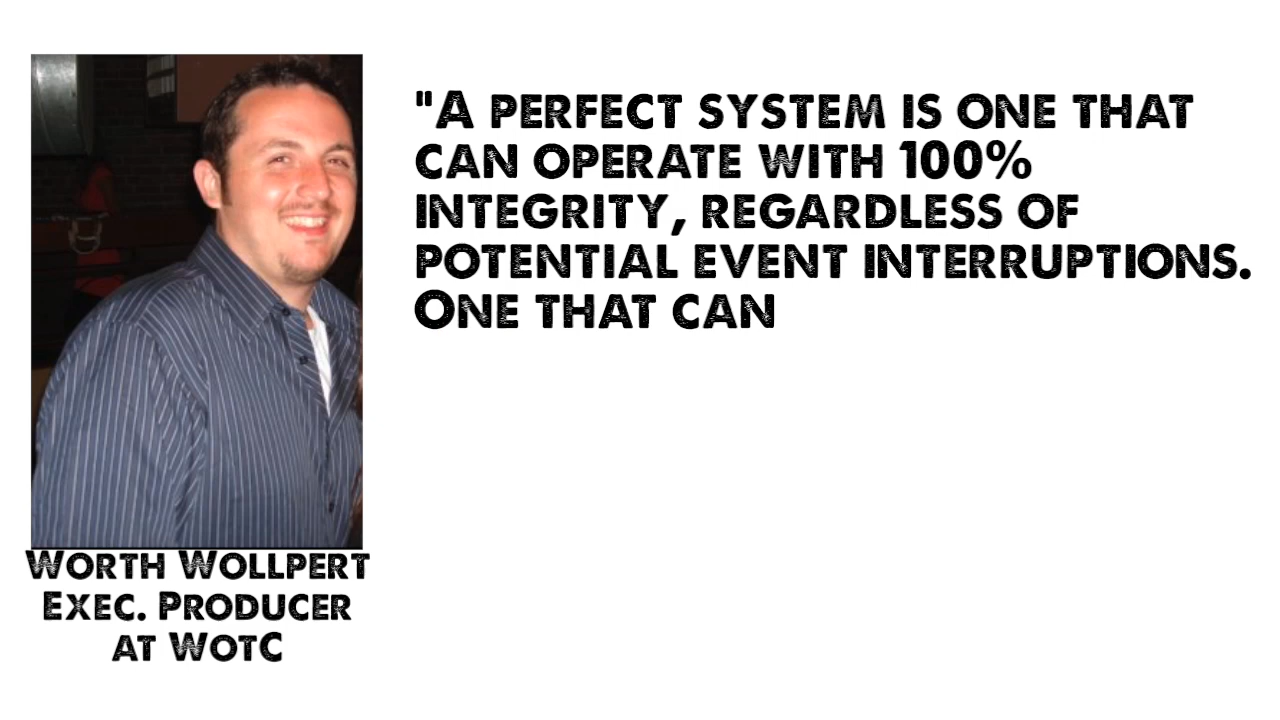 "A perfect system is one that
can operate with 100%
integrity, regardless of
potential event interruptions.
One that can
Worth Wollpert
Exec. Producer
at WotC